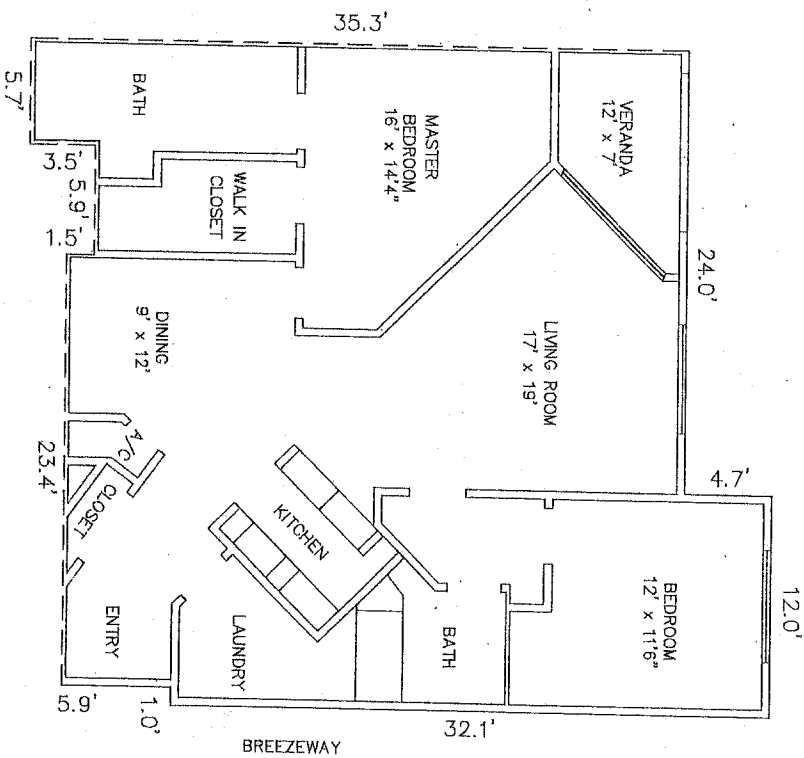 35.3'
VERANDA
12' x 7'
24.0'
BATH
5.7'
3.5'
5.9'
1.5'
WALK IN
CLOSET
MASTER
BEDROOM
16' x 14'4"
LIVING ROOM
17' x 19'
DINING
9' x 12'
4.7'
A/C
CLOSET
23.4'
KITCHEN
BEDROOM
12' x 11'6"
12.0'
BATH
LAUNDRY
ENTRY
5.9'
1.0'
32.1'
BREEZEWAY